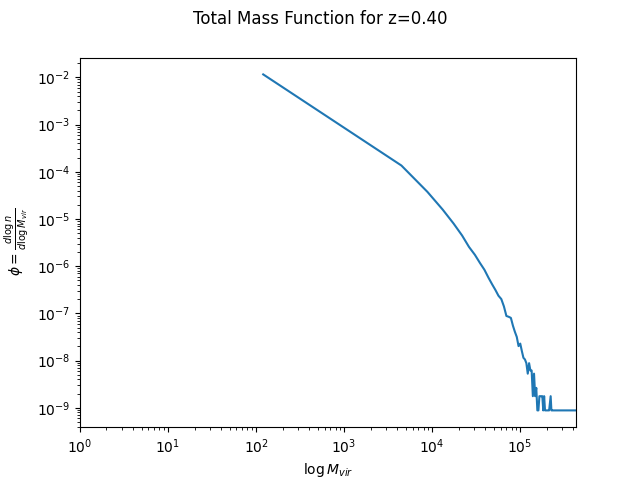 Total Mass Function for z=0.40
10⁻²
10⁻³
10⁻⁴
10⁻⁵
10⁻⁶
10⁻⁷
10⁻⁸
10⁻⁹
ϕ = d log n / d log M_vir
10⁰ 10¹ 10² 10³ 10⁴ 10⁵
log M_vir